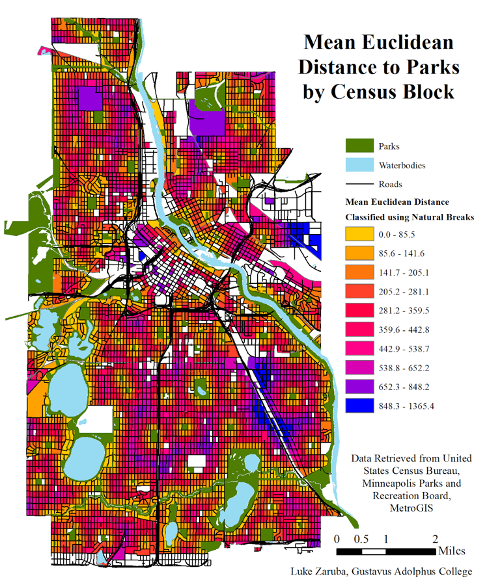 Mean Euclidean
Distance to Parks
by Census Block
Parks
Waterbodies
Roads
Mean Euclidean Distance
Classified using Natural Breaks
0.0 - 85.5
85.6 - 141.6
141.7 - 205.1
205.2 - 281.1
281.2 - 359.5
359.6 - 442.8
442.9 - 538.7
538.8 - 652.2
652.3 - 848.2
848.3 - 1365.4
Data Retrieved from United
States Census Bureau,
Minneapolis Parks and
Recreation Board,
MetroGIS
0 0.5 1 2
Miles
Luke Zaruba, Gustavus Adolphus College